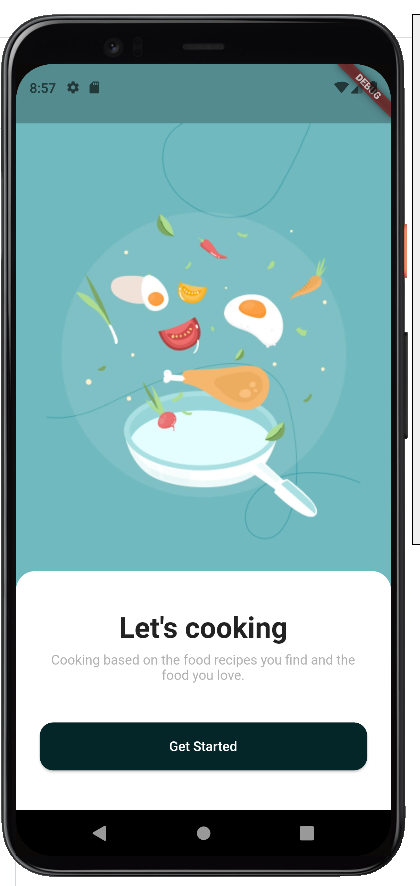 8:57
DEBUG
Let's cooking
Cooking based on the food recipes you find and the
food you love.
Get Started